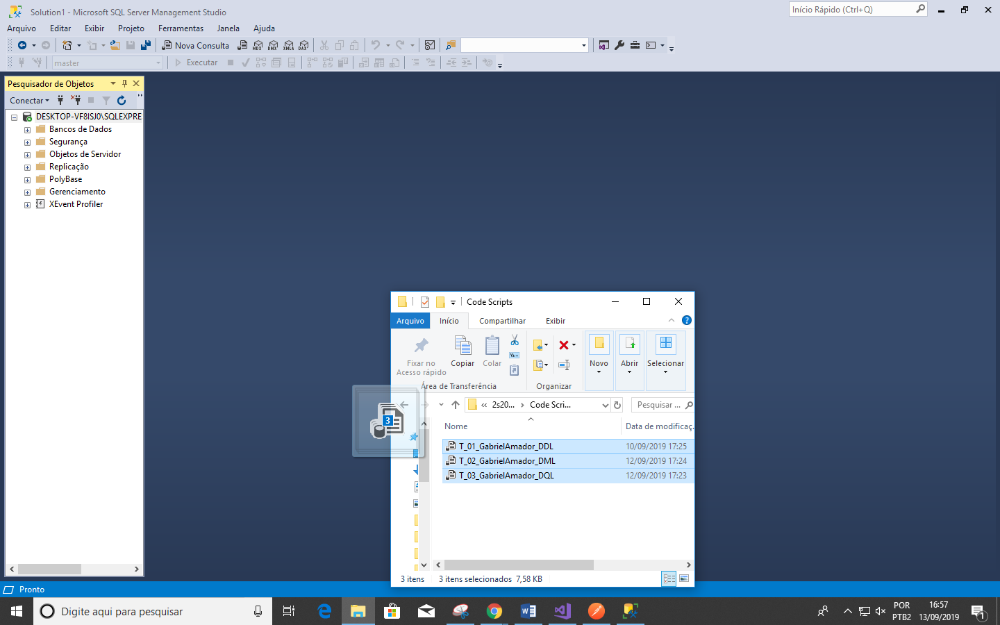 Solution1 - Microsoft SQL Server Management Studio
Início Rápido (Ctrl+Q)
Arquivo Editar Exibir Projeto Ferramentas Janela Ajuda
Nova Consulta MDX DMX XMLA DAX
master Executar
Pesquisador de Objetos
Conectar
DESKTOP-VF8ISJ0\SQLEXPRE
Bancos de Dados
Segurança
Objetos de Servidor
Replicação
PolyBase
Gerenciamento
XEvent Profiler
Code Scripts
Arquivo Início Compartilhar Exibir
Fixar no
Acesso rápido
Copiar
Colar
Novo
Abrir
Selecionar
Área de Transferência
Organizar
« 2s20... › Code Scri...
Pesquisar ...
3
Nome Data de modificaç
T_01_GabrielAmador_DDL 10/09/2019 17:25
T_02_GabrielAmador_DML 12/09/2019 17:24
T_03_GabrielAmador_DQL 12/09/2019 17:23
3 itens 3 itens selecionados 7,58 KB
Pronto
Digite aqui para pesquisar
POR
PTB2
16:57
13/09/2019
1